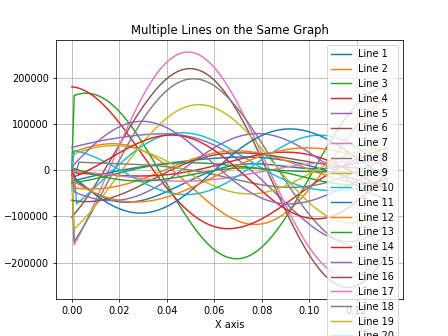 Multiple Lines on the Same Graph
200000
100000
0
−100000
−200000
0.00 0.02 0.04 0.06 0.08 0.10
X axis
Line 1
Line 2
Line 3
Line 4
Line 5
Line 6
Line 8
Line 9
Line 10
Line 11
Line 12
Line 13
Line 14
Line 15
Line 16
Line 17
Line 18
Line 19
Line 20